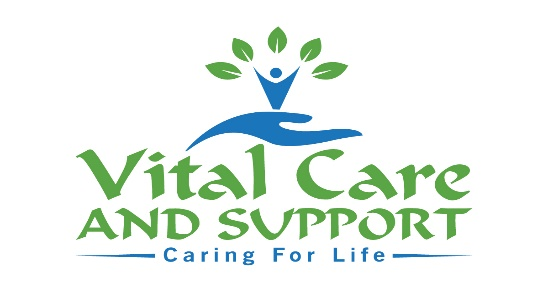 Vital Care
AND SUPPORT
Caring For Life